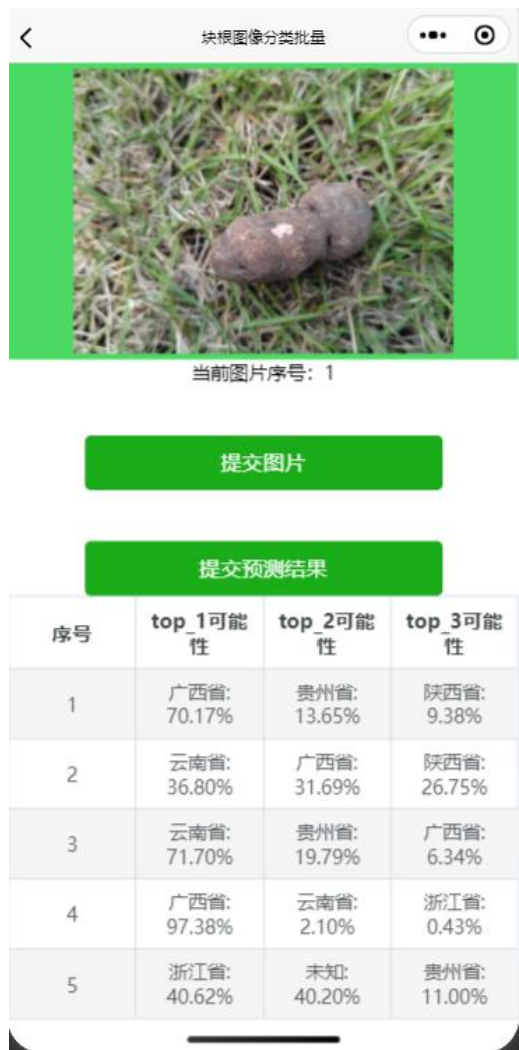 块根图像分类批量
当前图片序号：1
提交图片
提交预测结果
序号 top_1可能性 top_2可能性 top_3可能性
1 广西省: 70.17% 贵州省: 13.65% 陕西省: 9.38%
2 云南省: 36.80% 广西省: 31.69% 陕西省: 26.75%
3 云南省: 71.70% 贵州省: 19.79% 广西省: 6.34%
4 广西省: 97.38% 云南省: 2.10% 浙江省: 0.43%
5 浙江省: 40.62% 未知: 40.20% 贵州省: 11.00%